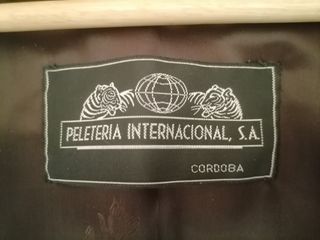 PELETERIA INTERNACIONAL, S.A.
CORDOBA